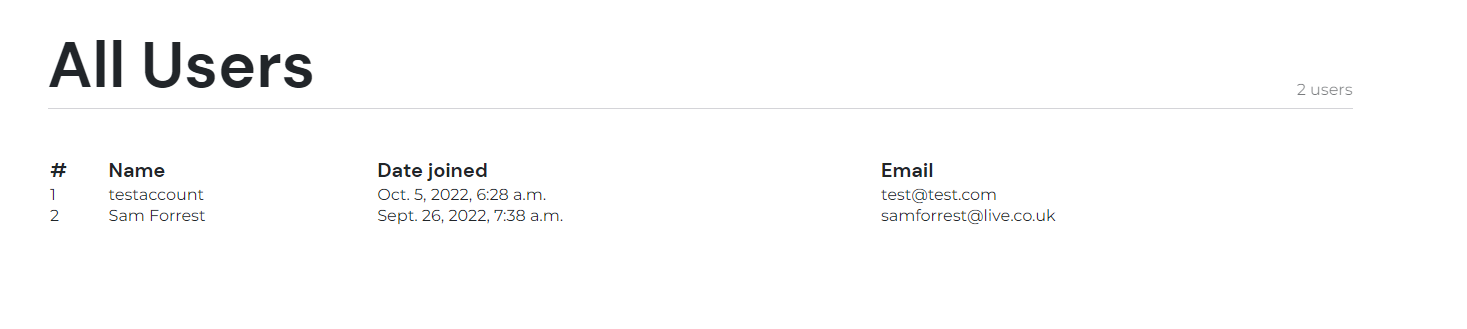 All Users
2 users
# Name Date joined Email
1 testaccount Oct. 5, 2022, 6:28 a.m. test@test.com
2 Sam Forrest Sept. 26, 2022, 7:38 a.m. samforrest@live.co.uk